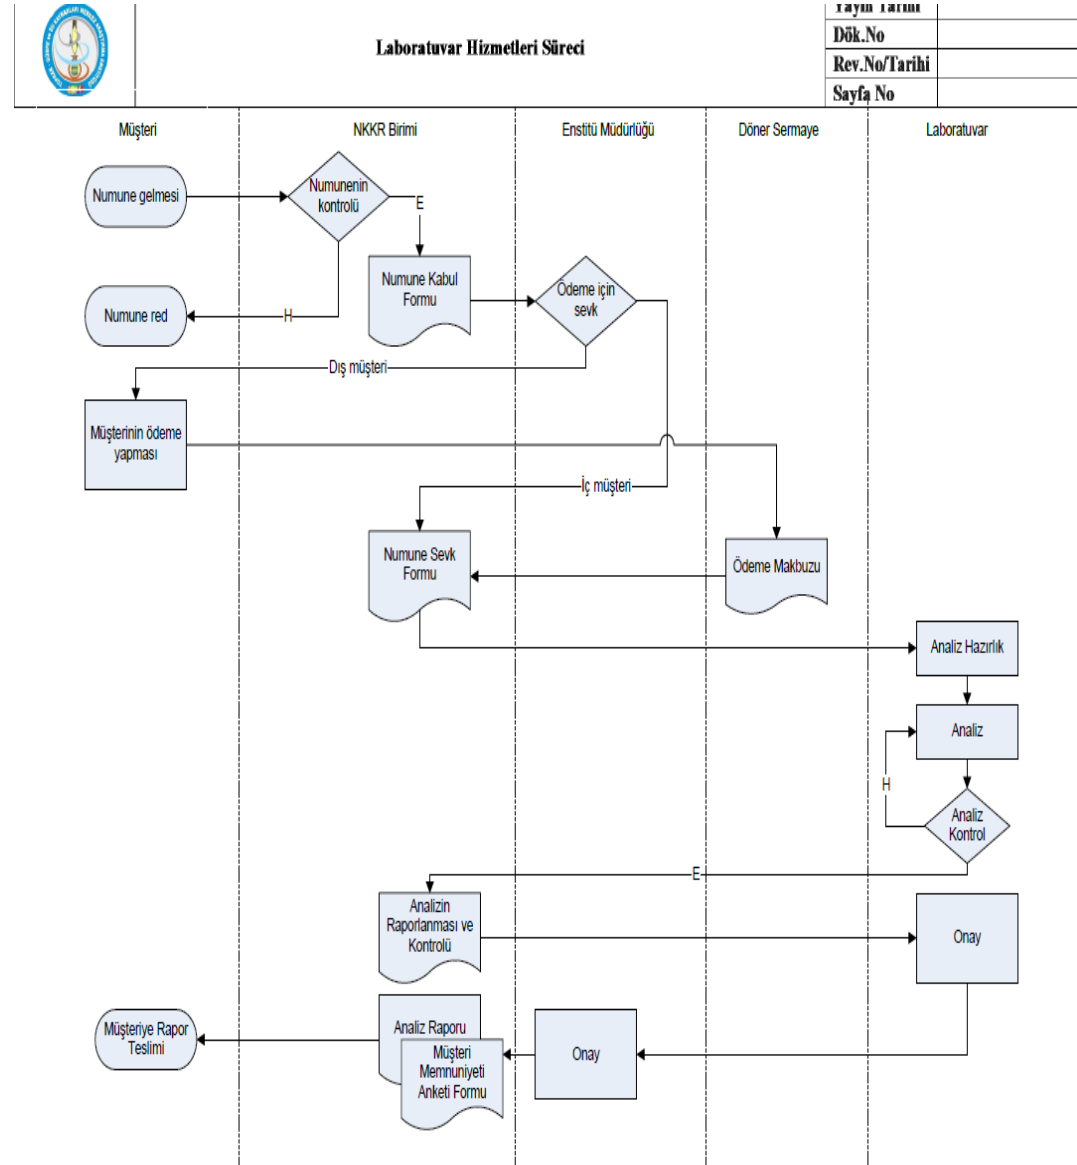 Yayın Tarihi
Laboratuvar Hizmetleri Süreci
Dök.No
Rev.No/Tarihi
Sayfa No
Müşteri
NKKR Birimi
Enstitü Müdürlüğü
Döner Sermaye
Laboratuvar
Numune gelmesi
Numunenin
kontrolü
E
Numune Kabul
Formu
Ödeme için
sevk
Numune red
H
Dış müşteri
Müşterinin ödeme
yapması
İç müşteri
Numune Sevk
Formu
Ödeme Makbuzu
Analiz Hazırlık
Analiz
H
Analiz
Kontrol
E
Analizin
Raporlanması ve
Kontrolü
Onay
Müşteriye Rapor
Teslimi
Analiz Raporu
Müşteri
Memnuniyeti
Anketi Formu
Onay